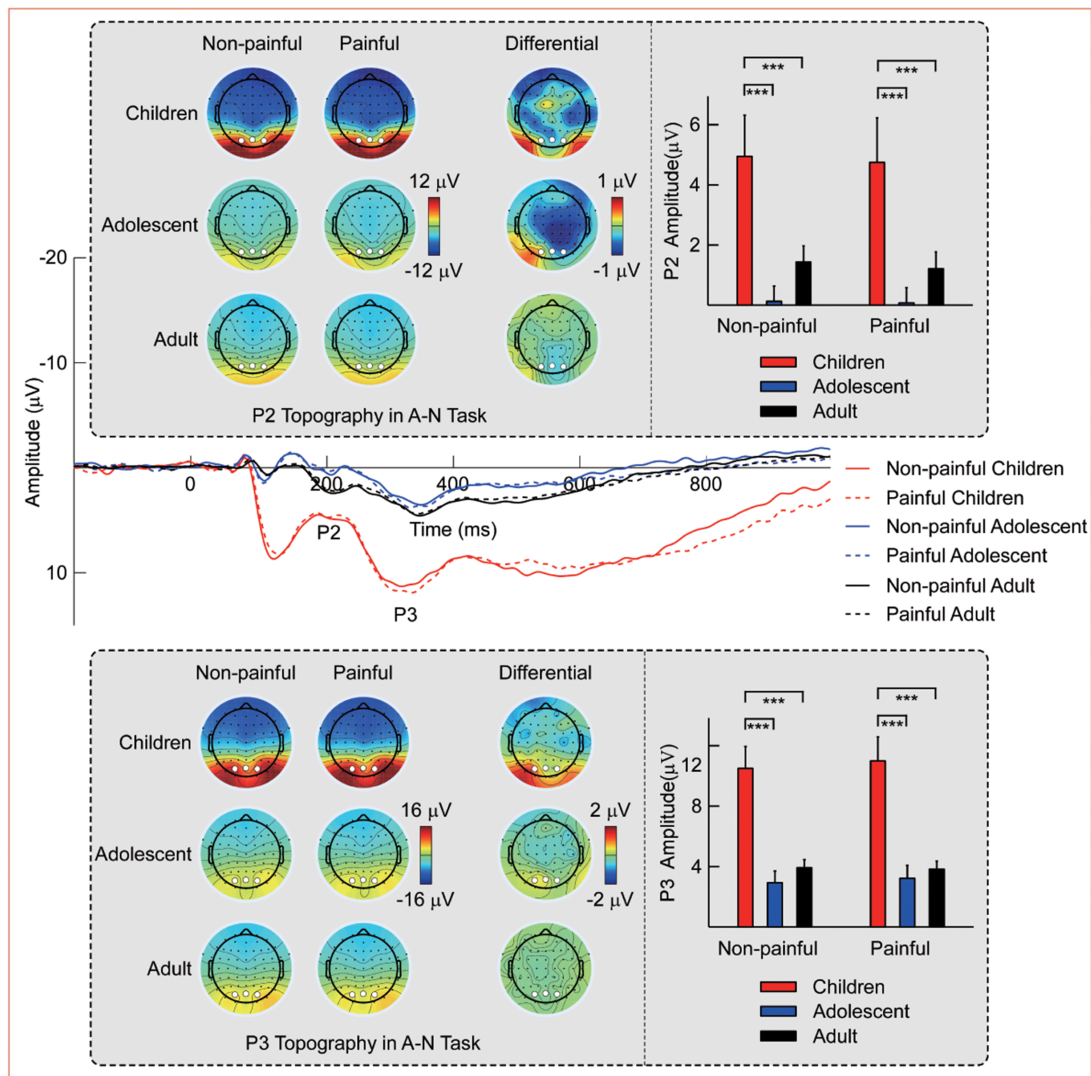 Non-painful Painful Differential
Children
Adolescent
Adult
12 μV
-12 μV
1 μV
-1 μV
P2 Topography in A-N Task
P2 Amplitude(μV)
6
4
2
*** ***
*** ***
Non-painful Painful
Children
Adolescent
Adult
Amplitude (μV)
-20
-10
10
0 200 400 600 800
Time (ms)
P2
P3
Non-painful Children
Painful Children
Non-painful Adolescent
Painful Adolescent
Non-painful Adult
Painful Adult
Non-painful Painful Differential
Children
Adolescent
Adult
16 μV
-16 μV
2 μV
-2 μV
P3 Topography in A-N Task
P3 Amplitude(μV)
12
8
4
*** ***
*** ***
Non-painful Painful
Children
Adolescent
Adult